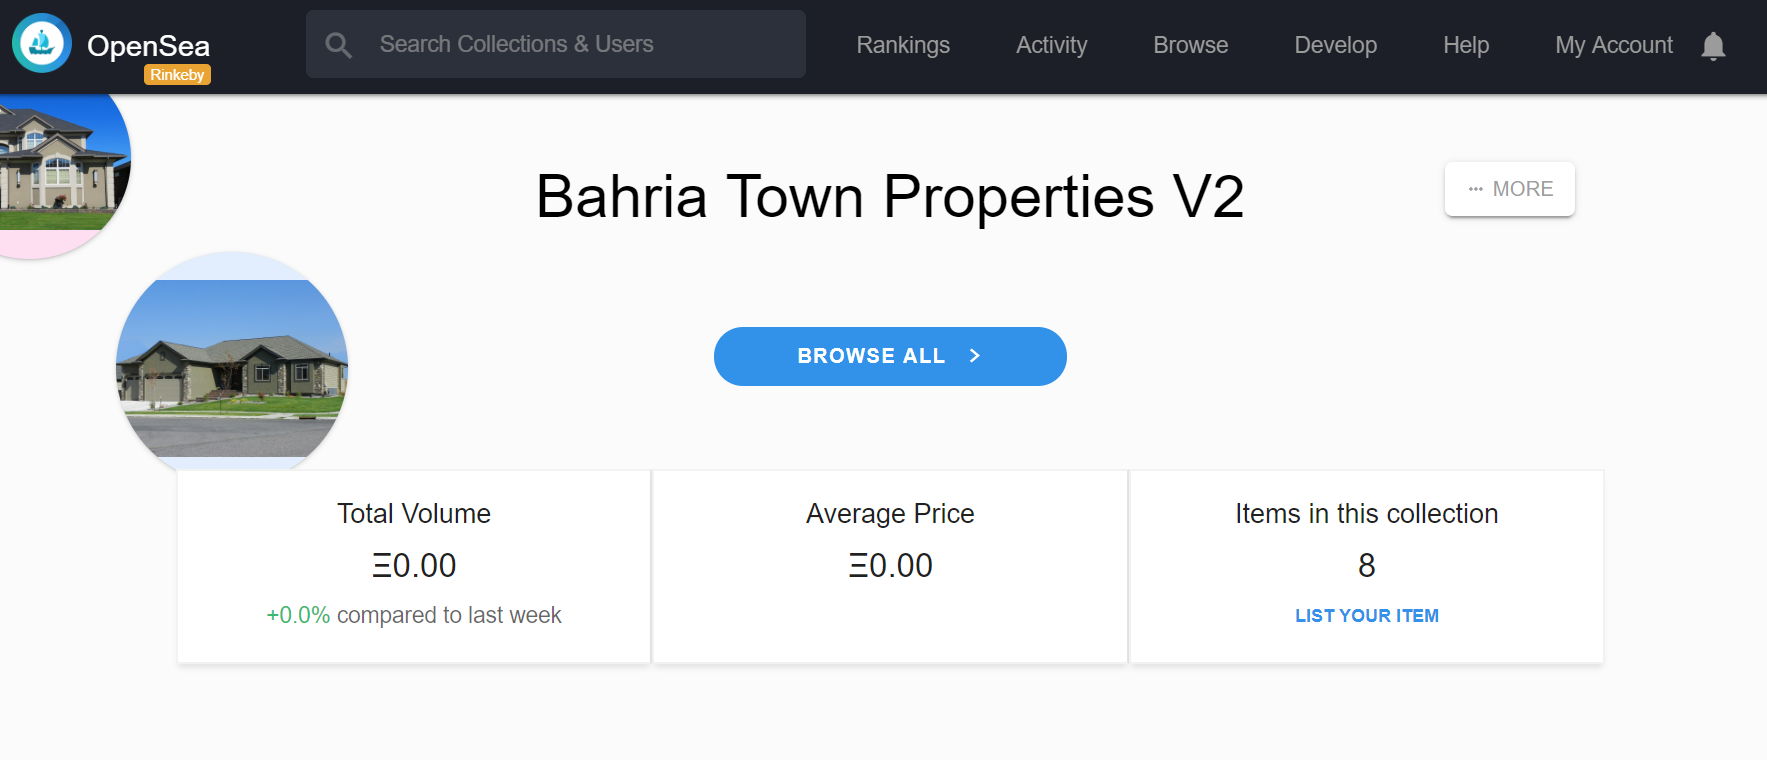 OpenSea
Rinkeby
Search Collections & Users
Rankings
Activity
Browse
Develop
Help
My Account
Bahria Town Properties V2
··· MORE
BROWSE ALL >
Total Volume
Ξ0.00
+0.0% compared to last week
Average Price
Ξ0.00
Items in this collection
8
LIST YOUR ITEM